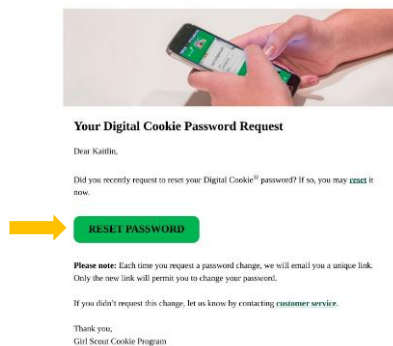 Your Digital Cookie Password Request
Dear Kaitlin,
Did you recently request to reset your Digital Cookie® password? If so, you may reset it
now.
RESET PASSWORD
Please note: Each time you request a password change, we will email you a unique link.
Only the new link will permit you to change your password.
If you didn't request this change, let us know by contacting customer service.
Thank you,
Girl Scout Cookie Program